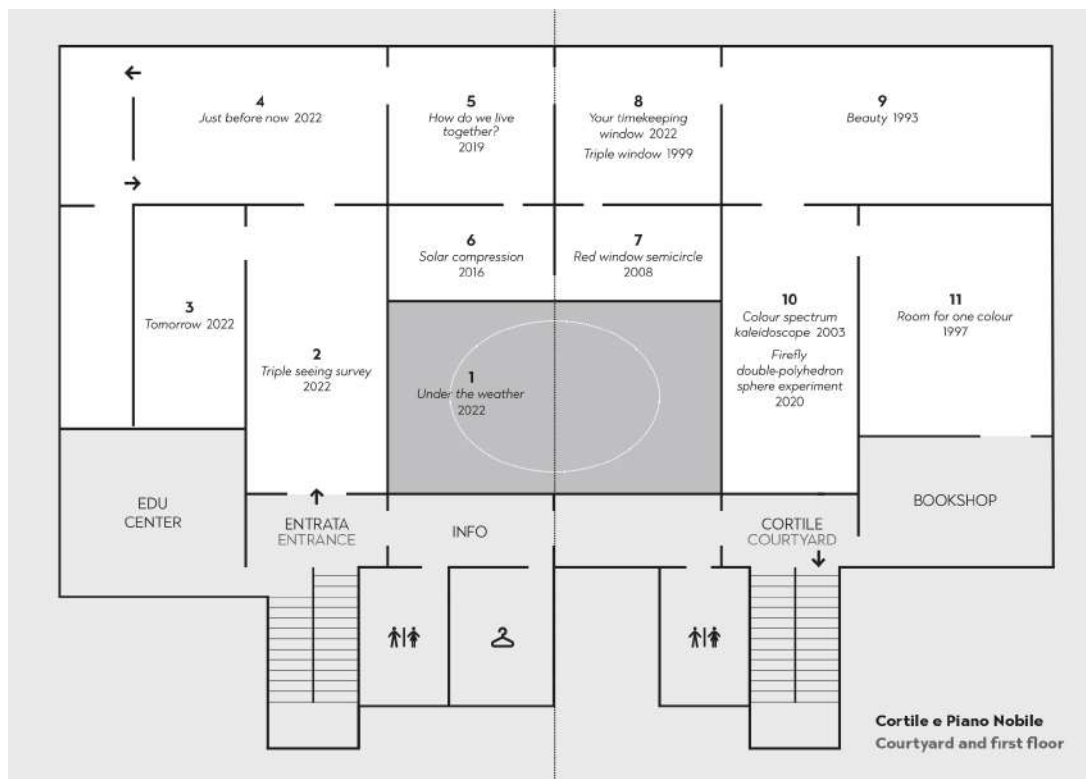 4
Just before now 2022
5
How do we live
together?
2019
8
Your timekeeping
window 2022
Triple window 1999
9
Beauty 1993
6
Solar compression
2016
7
Red window semicircle
2008
3
Tomorrow 2022
2
Triple seeing survey
2022
1
Under the weather
2022
10
Colour spectrum
kaleidoscope 2003
Firefly
double-polyhedron
sphere experiment
2020
11
Room for one colour
1997
EDU
CENTER
ENTRATA
ENTRANCE
INFO
CORTILE
COURTYARD
BOOKSHOP
Cortile e Piano Nobile
Courtyard and first floor